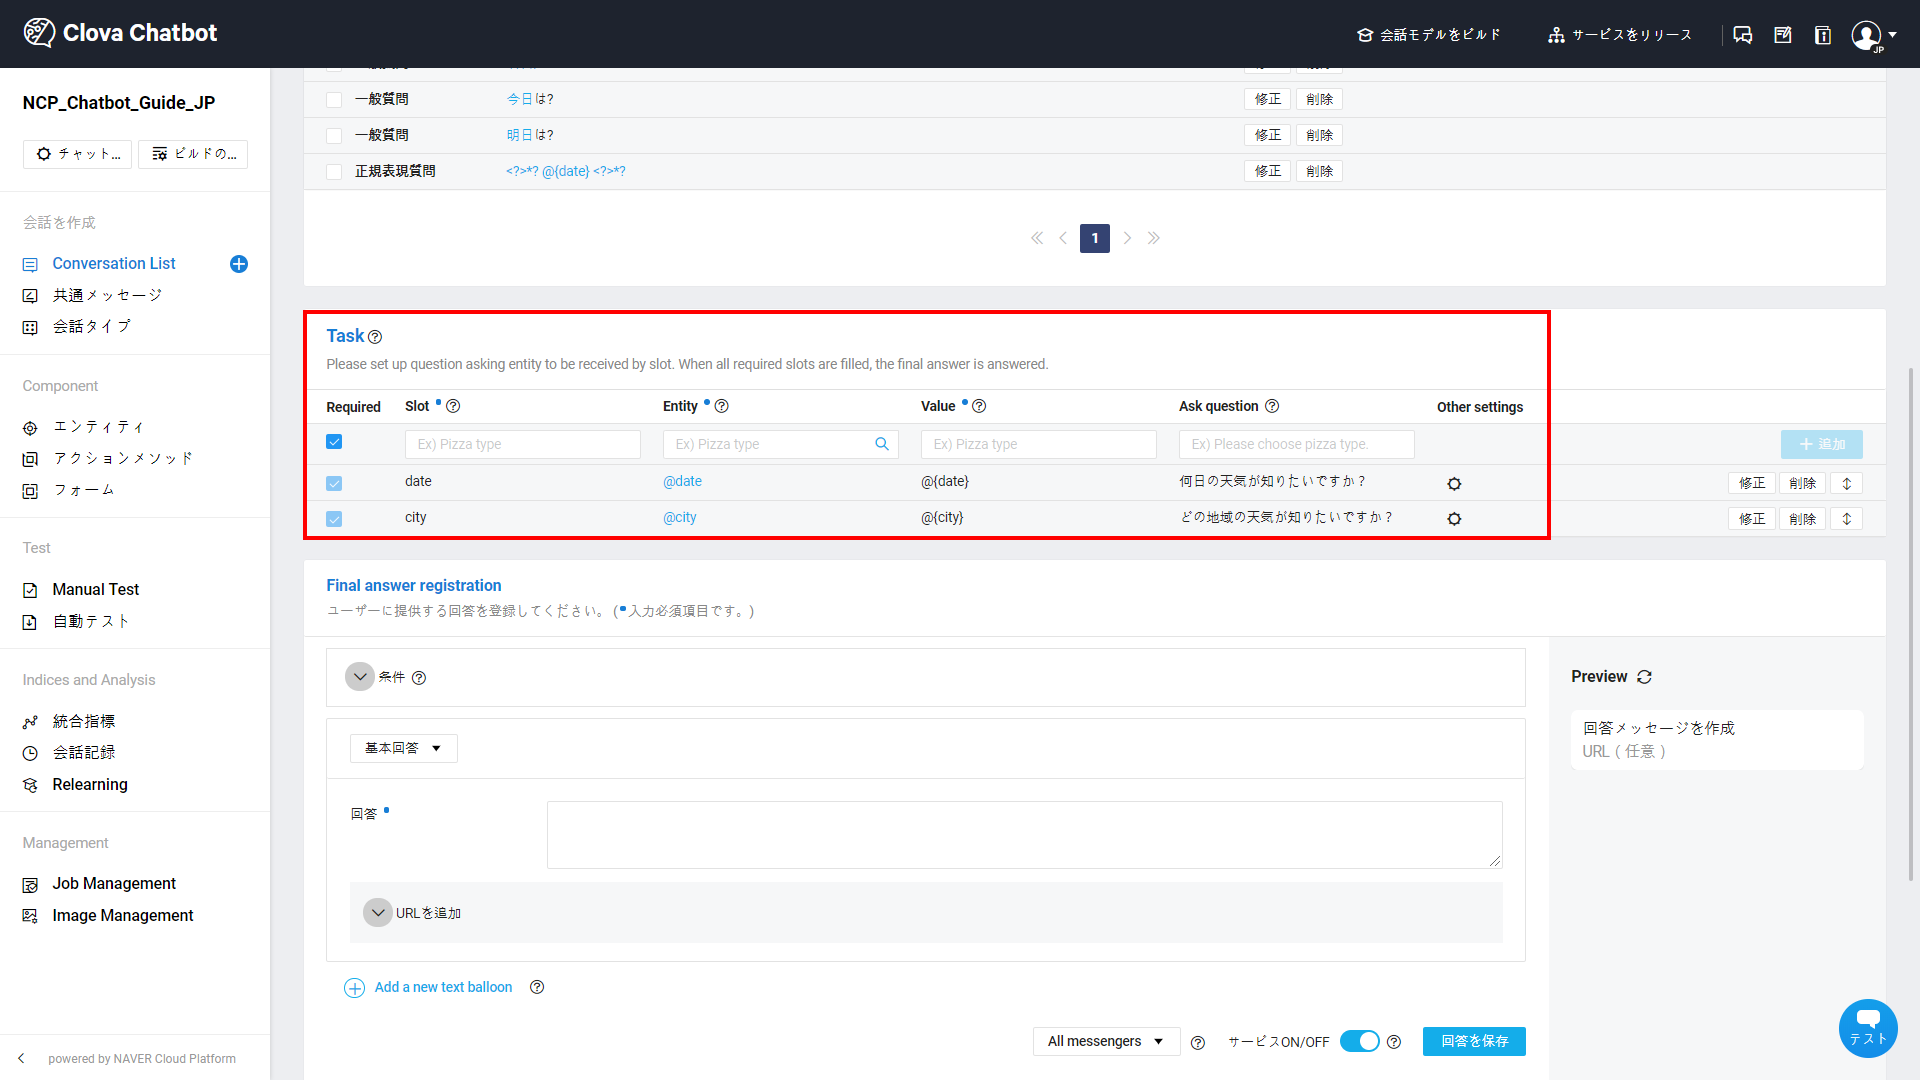 Clova Chatbot
会話モデルをビルド
サービスをリリース
JP
NCP_Chatbot_Guide_JP
チャット...
ビルドの...
会話を作成
Conversation List
共通メッセージ
会話タイプ
Component
エンティティ
アクションメソッド
フォーム
Test
Manual Test
自動テスト
Indices and Analysis
統合指標
会話記録
Relearning
Management
Job Management
Image Management
powered by NAVER Cloud Platform
一般質問 今日は? 修正 削除
一般質問 明日は? 修正 削除
正規表現質問 <?>*? @{date} <?>*? 修正 削除
1
Task
Please set up question asking entity to be received by slot. When all required slots are filled, the final answer is answered.
Required Slot Entity Value Ask question Other settings
Ex) Pizza type Ex) Pizza type Ex) Pizza type Ex) Please choose pizza type. 追加
date @date @{date} 何日の天気が知りたいですか？ 修正 削除
city @city @{city} どの地域の天気が知りたいですか？ 修正 削除
Final answer registration
ユーザーに提供する回答を登録してください。(•入力必須項目です。)
条件
基本回答
回答
URLを追加
Add a new text balloon
All messengers サービスON/OFF 回答を保存
Preview
回答メッセージを作成
URL ( 任意 )
テスト